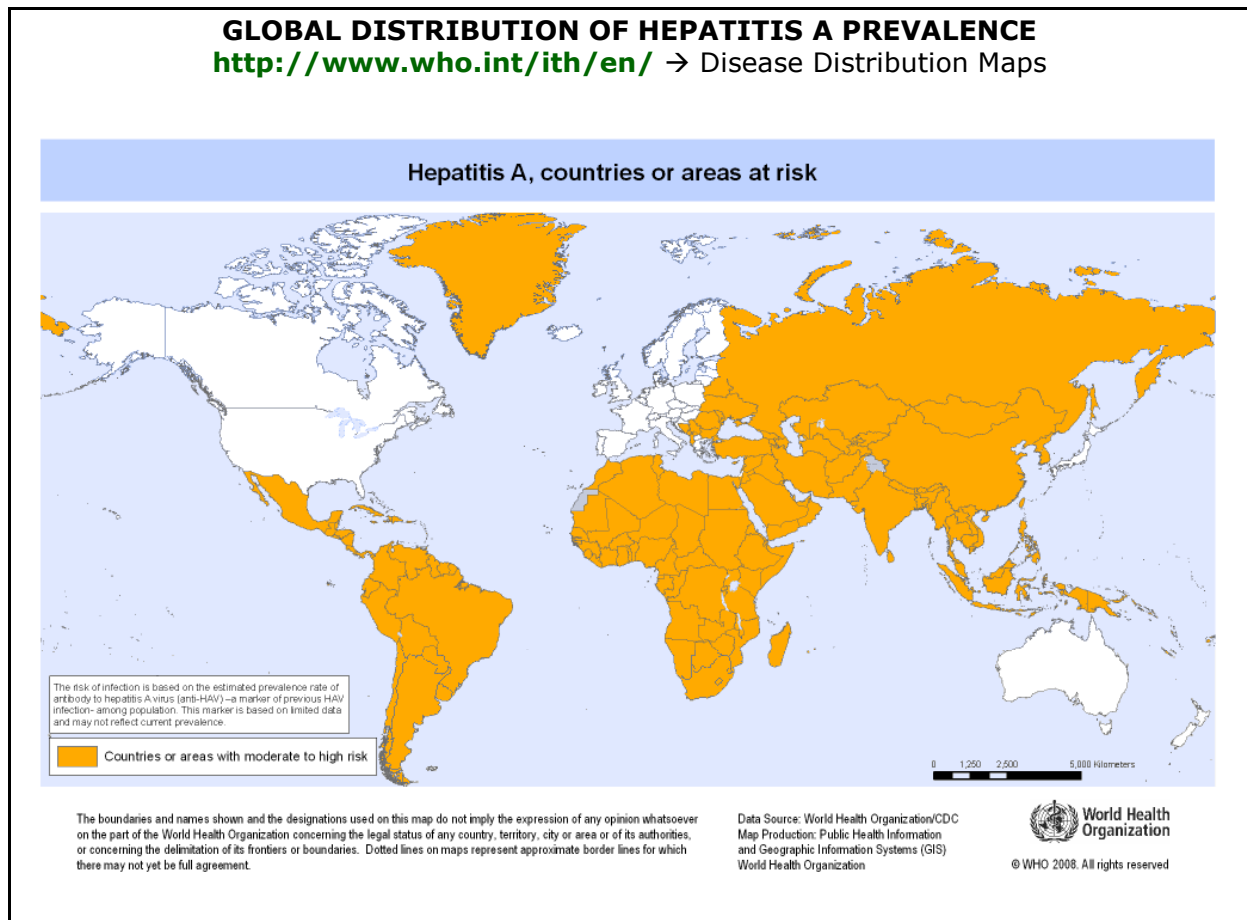 GLOBAL DISTRIBUTION OF HEPATITIS A PREVALENCE
http://www.who.int/ith/en/ → Disease Distribution Maps
Hepatitis A, countries or areas at risk
The risk of infection is based on the estimated prevalence rate of
antibody to hepatitis A virus (anti-HAV) –a marker of previous HAV
infection- among population. This marker is based on limited data
and may not reflect current prevalence.
Countries or areas with moderate to high risk
0 1,250 2,500 5,000 Kilometers
The boundaries and names shown and the designations used on this map do not imply the expression of any opinion whatsoever
on the part of the World Health Organization concerning the legal status of any country, territory, city or area or of its authorities,
or concerning the delimitation of its frontiers or boundaries. Dotted lines on maps represent approximate border lines for which
there may not yet be full agreement.
Data Source: World Health Organization/CDC
Map Production: Public Health Information
and Geographic Information Systems (GIS)
World Health Organization
World Health
Organization
© WHO 2008. All rights reserved